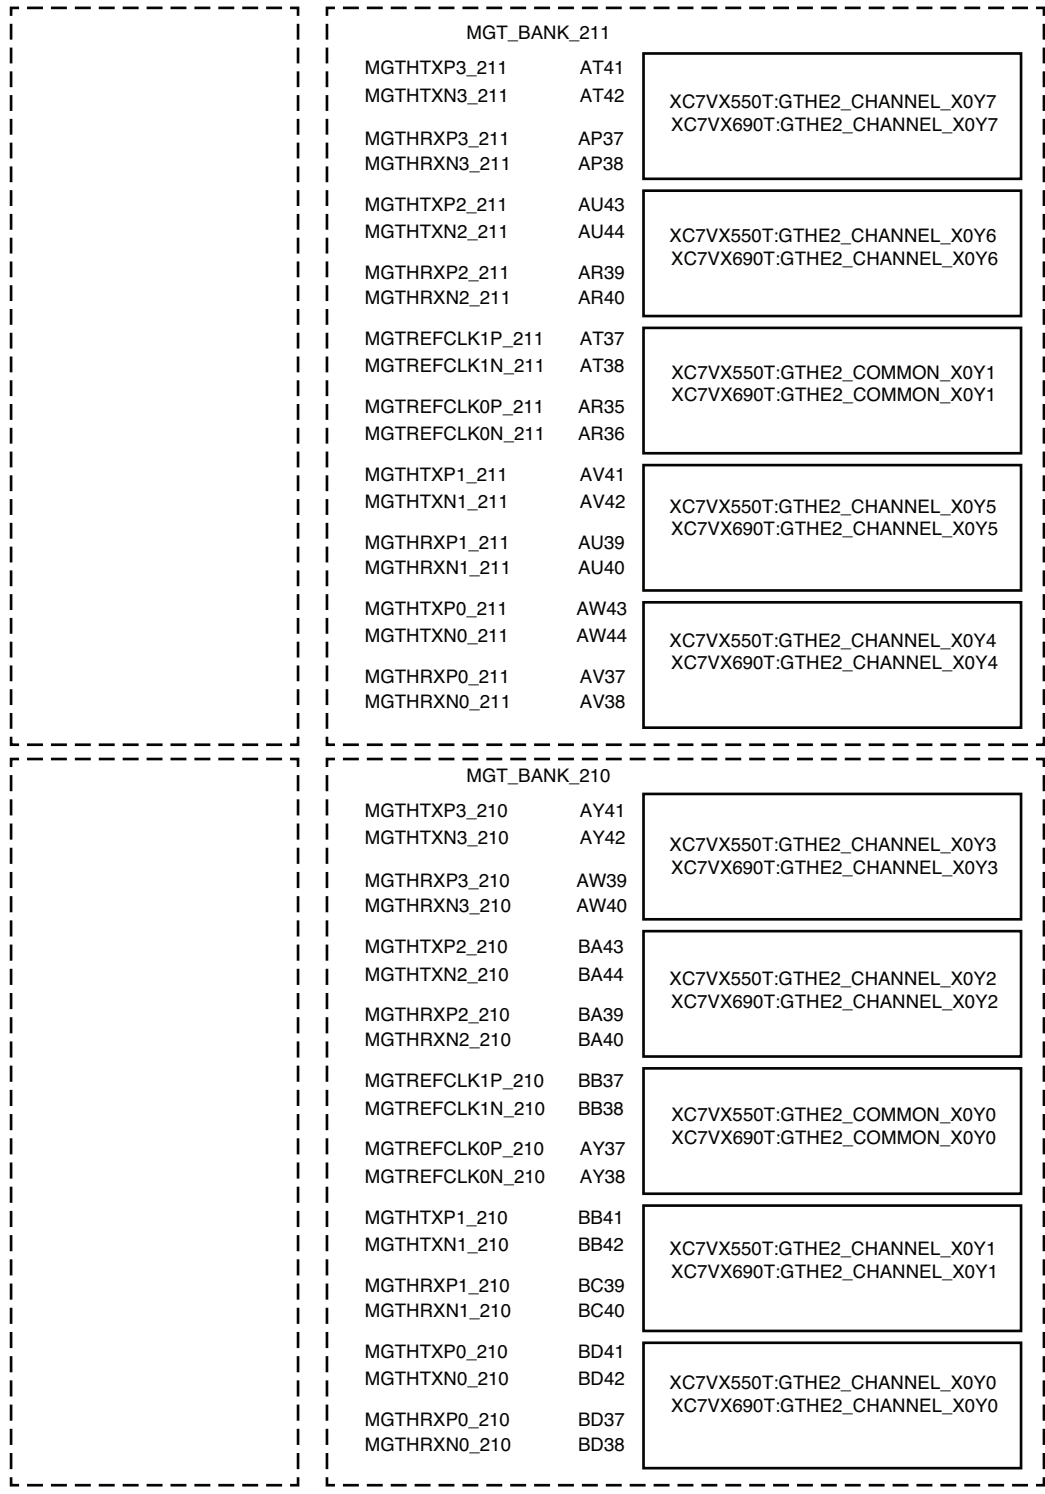 MGT_BANK_211
MGTHTXP3_211 AT41
MGTHTXN3_211 AT42
MGTHRXP3_211 AP37
MGTHRXN3_211 AP38
XC7VX550T:GTHE2_CHANNEL_X0Y7
XC7VX690T:GTHE2_CHANNEL_X0Y7
MGTHTXP2_211 AU43
MGTHTXN2_211 AU44
MGTHRXP2_211 AR39
MGTHRXN2_211 AR40
XC7VX550T:GTHE2_CHANNEL_X0Y6
XC7VX690T:GTHE2_CHANNEL_X0Y6
MGTREFCLK1P_211 AT37
MGTREFCLK1N_211 AT38
MGTREFCLK0P_211 AR35
MGTREFCLK0N_211 AR36
XC7VX550T:GTHE2_COMMON_X0Y1
XC7VX690T:GTHE2_COMMON_X0Y1
MGTHTXP1_211 AV41
MGTHTXN1_211 AV42
MGTHRXP1_211 AU39
MGTHRXN1_211 AU40
XC7VX550T:GTHE2_CHANNEL_X0Y5
XC7VX690T:GTHE2_CHANNEL_X0Y5
MGTHTXP0_211 AW43
MGTHTXN0_211 AW44
MGTHRXP0_211 AV37
MGTHRXN0_211 AV38
XC7VX550T:GTHE2_CHANNEL_X0Y4
XC7VX690T:GTHE2_CHANNEL_X0Y4
MGT_BANK_210
MGTHTXP3_210 AY41
MGTHTXN3_210 AY42
MGTHRXP3_210 AW39
MGTHRXN3_210 AW40
XC7VX550T:GTHE2_CHANNEL_X0Y3
XC7VX690T:GTHE2_CHANNEL_X0Y3
MGTHTXP2_210 BA43
MGTHTXN2_210 BA44
MGTHRXP2_210 BA39
MGTHRXN2_210 BA40
XC7VX550T:GTHE2_CHANNEL_X0Y2
XC7VX690T:GTHE2_CHANNEL_X0Y2
MGTREFCLK1P_210 BB37
MGTREFCLK1N_210 BB38
MGTREFCLK0P_210 AY37
MGTREFCLK0N_210 AY38
XC7VX550T:GTHE2_COMMON_X0Y0
XC7VX690T:GTHE2_COMMON_X0Y0
MGTHTXP1_210 BB41
MGTHTXN1_210 BB42
MGTHRXP1_210 BC39
MGTHRXN1_210 BC40
XC7VX550T:GTHE2_CHANNEL_X0Y1
XC7VX690T:GTHE2_CHANNEL_X0Y1
MGTHTXP0_210 BD41
MGTHTXN0_210 BD42
MGTHRXP0_210 BD37
MGTHRXN0_210 BD38
XC7VX550T:GTHE2_CHANNEL_X0Y0
XC7VX690T:GTHE2_CHANNEL_X0Y0